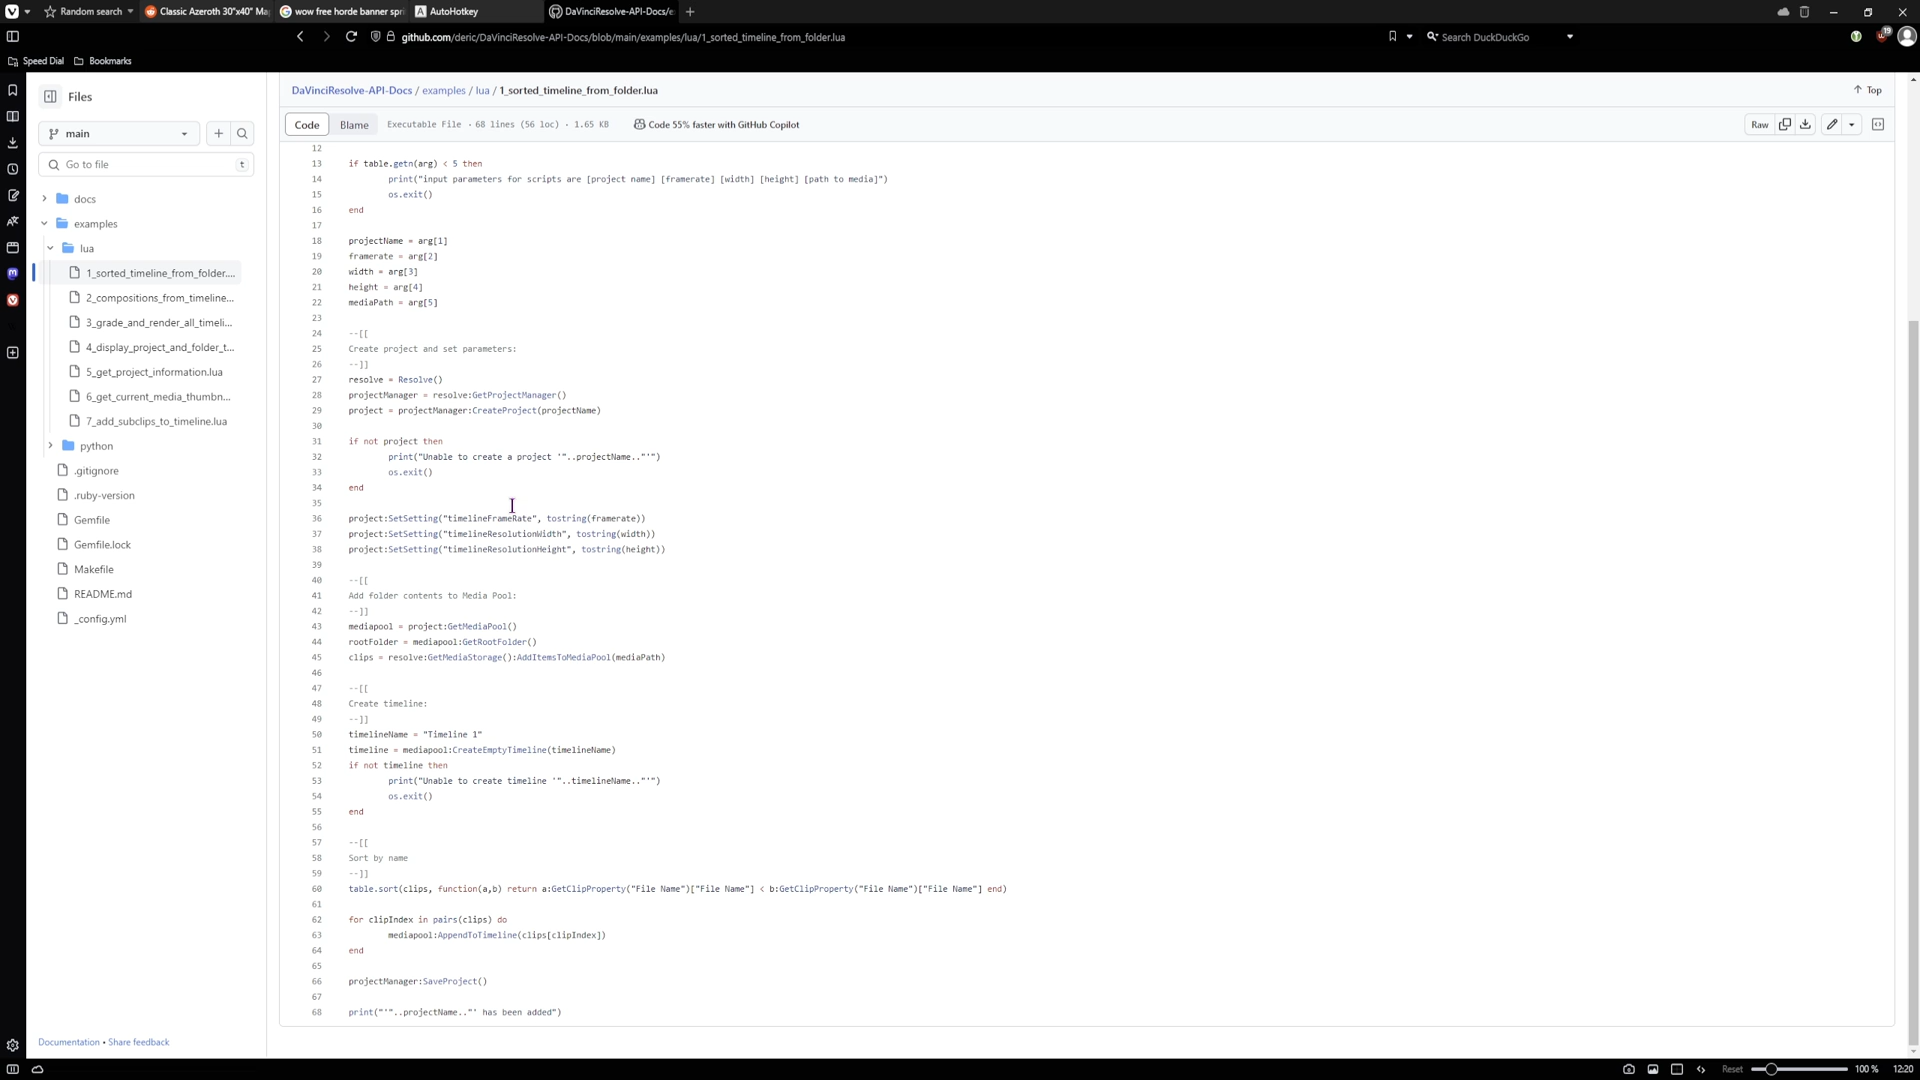 Random search
Classic Azeroth 30"x40" Ma
wow free horde banner spri
AutoHotkey
DaVinciResolve-API-Docs/e
github.com/deric/DaVinciResolve-API-Docs/blob/main/examples/lua/1_sorted_timeline_from_folder.lua
Search DuckDuckGo
19
Speed Dial
Bookmarks
Files
DaVinciResolve-API-Docs / examples / lua / 1_sorted_timeline_from_folder.lua
Top
main
Code
Blame
Executable File · 68 lines (56 loc) · 1.65 KB
Code 55% faster with GitHub Copilot
Raw
Go to file
t
docs
examples
lua
1_sorted_timeline_from_folder....
2_compositions_from_timeline...
3_grade_and_render_all_timeli...
4_display_project_and_folder_t...
5_get_project_information.lua
6_get_current_media_thumbn...
7_add_subclips_to_timeline.lua
python
.gitignore
.ruby-version
Gemfile
Gemfile.lock
Makefile
README.md
_config.yml
12
13 if table.getn(arg) < 5 then
14 print("input parameters for scripts are [project name] [framerate] [width] [height] [path to media]")
15 os.exit()
16 end
17
18 projectName = arg[1]
19 framerate = arg[2]
20 width = arg[3]
21 height = arg[4]
22 mediaPath = arg[5]
23
24 --[[
25 Create project and set parameters:
26 --]]
27 resolve = Resolve()
28 projectManager = resolve:GetProjectManager()
29 project = projectManager:CreateProject(projectName)
30
31 if not project then
32 print("Unable to create a project '"..projectName.."'")
33 os.exit()
34 end
35
36 project:SetSetting("timelineFrameRate", tostring(framerate))
37 project:SetSetting("timelineResolutionWidth", tostring(width))
38 project:SetSetting("timelineResolutionHeight", tostring(height))
39
40 --[[
41 Add folder contents to Media Pool:
42 --]]
43 mediapool = project:GetMediaPool()
44 rootFolder = mediapool:GetRootFolder()
45 clips = resolve:GetMediaStorage():AddItemsToMediaPool(mediaPath)
46
47 --[[
48 Create timeline:
49 --]]
50 timelineName = "Timeline 1"
51 timeline = mediapool:CreateEmptyTimeline(timelineName)
52 if not timeline then
53 print("Unable to create timeline '"..timelineName.."'")
54 os.exit()
55 end
56
57 --[[
58 Sort by name
59 --]]
60 table.sort(clips, function(a,b) return a:GetClipProperty("File Name")["File Name"] < b:GetClipProperty("File Name")["File Name"] end)
61
62 for clipIndex in pairs(clips) do
63 mediapool:AppendToTimeline(clips[clipIndex])
64 end
65
66 projectManager:SaveProject()
67
68 print("'"..projectName.."' has been added")
Documentation • Share feedback
Reset
100 %
12:20